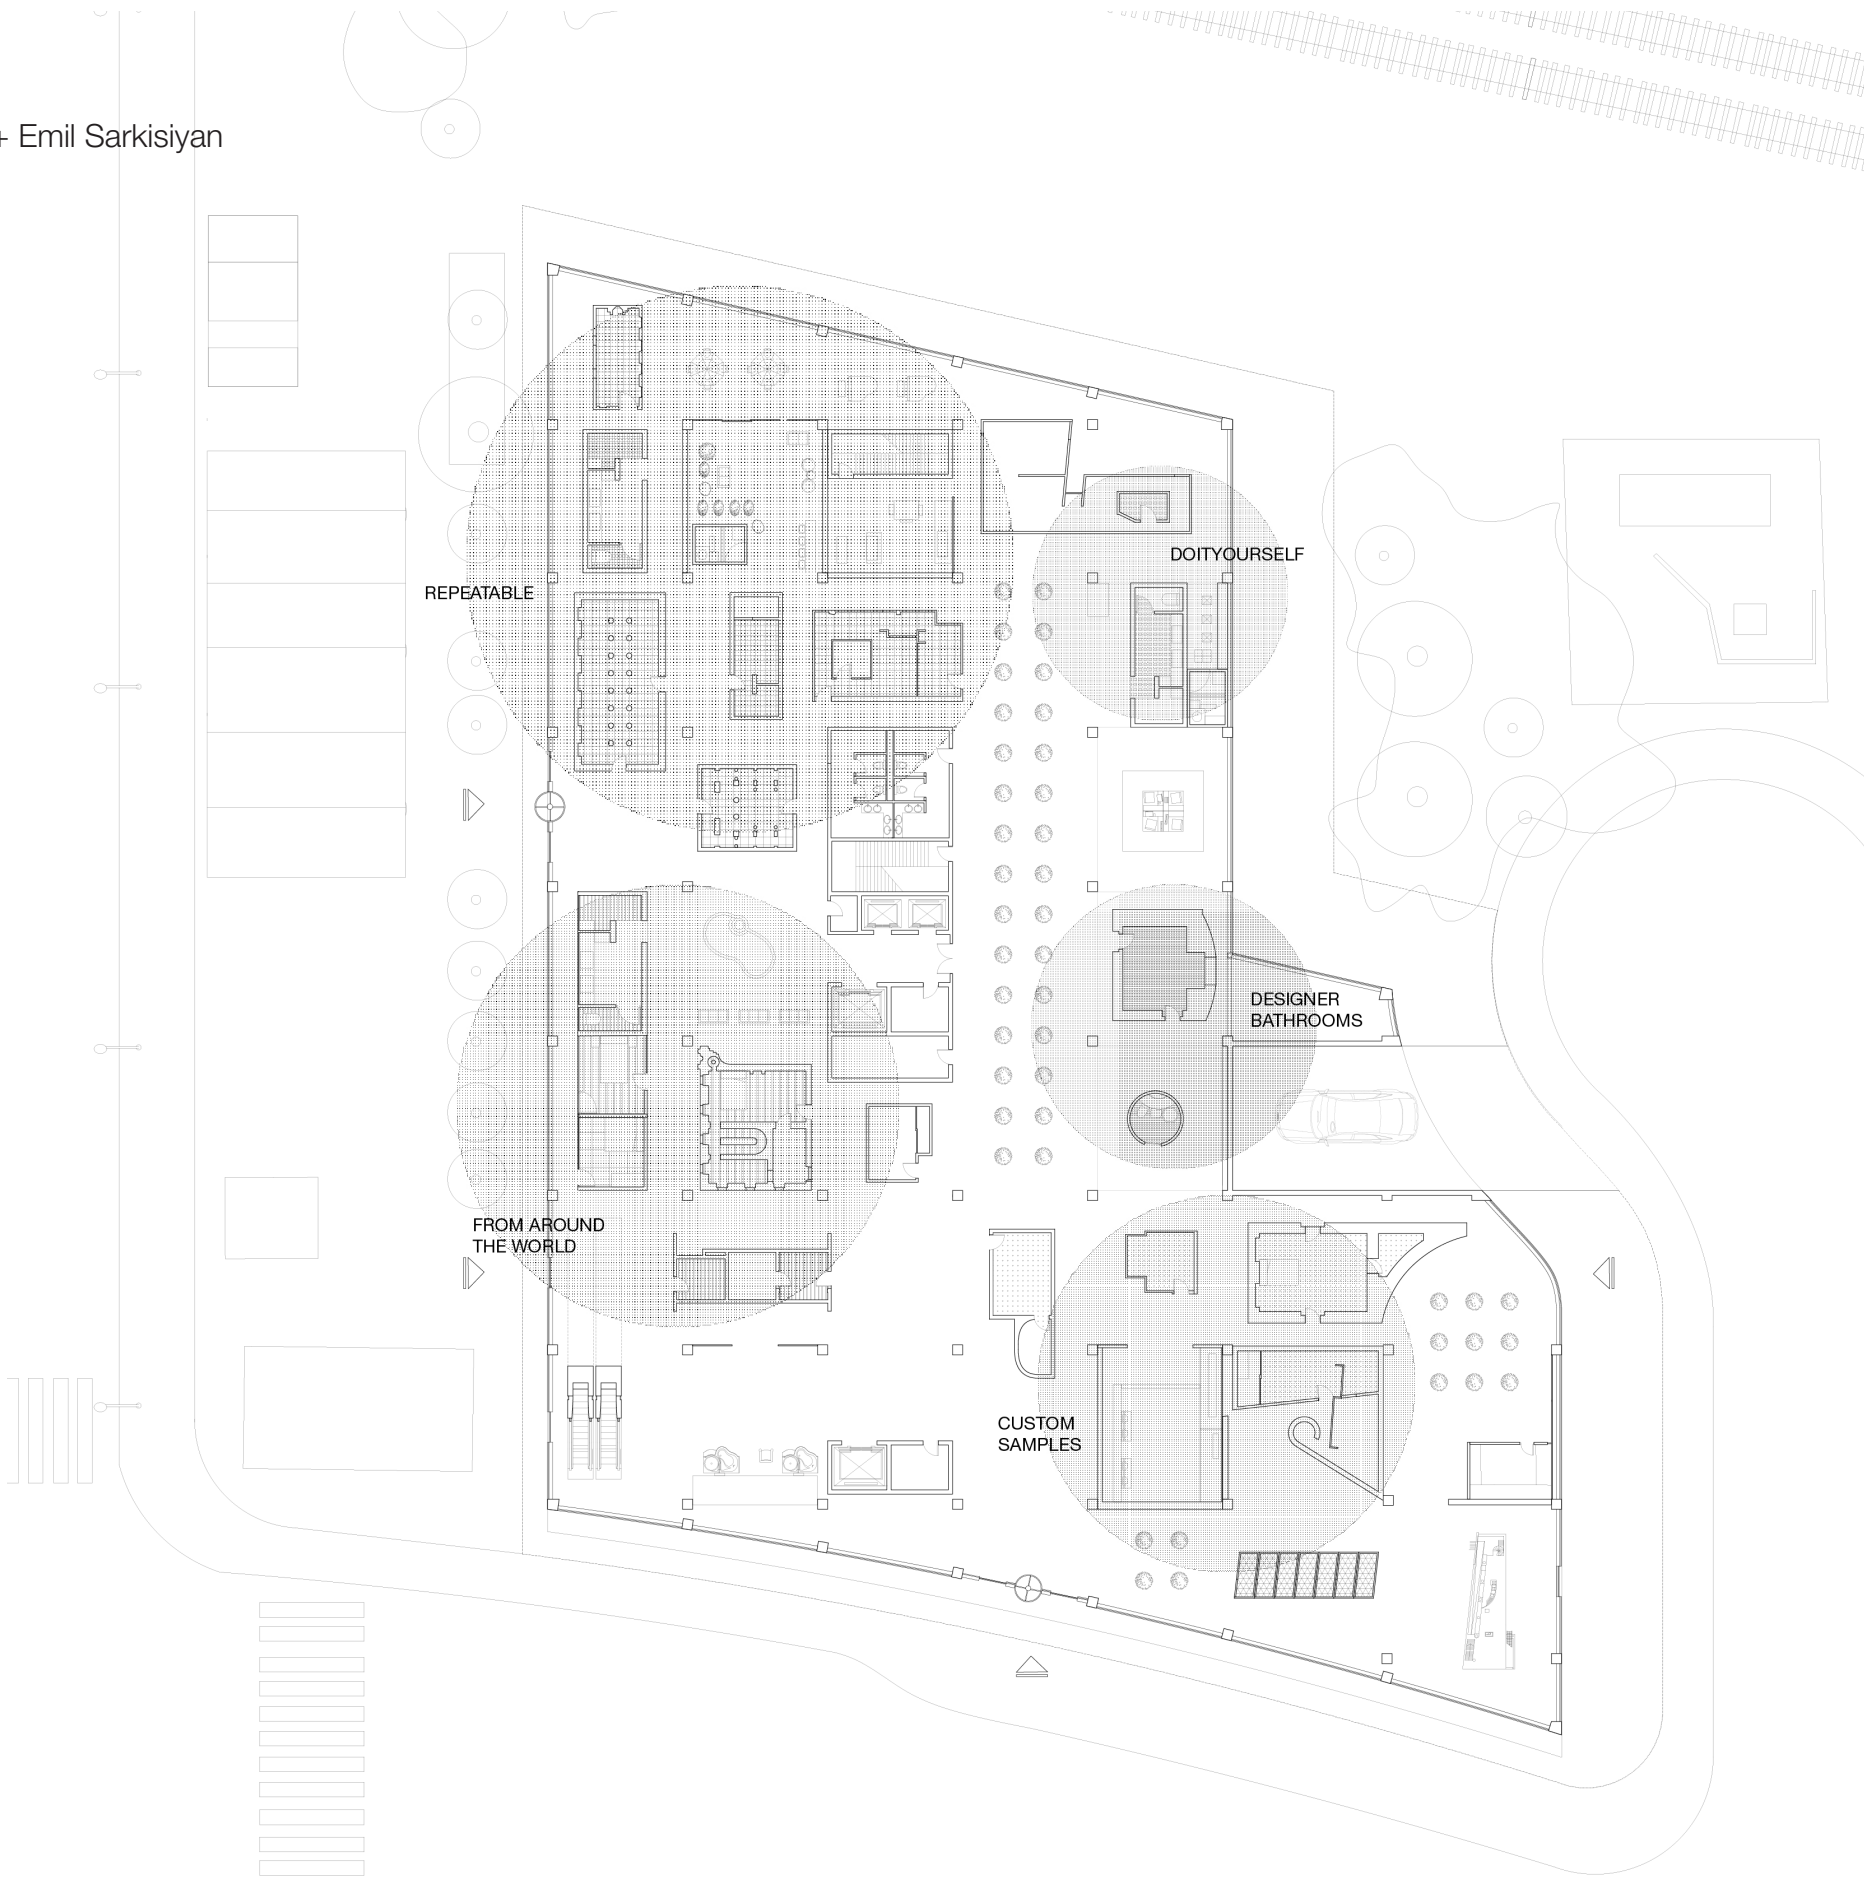 + Emil Sarkisiyan
DOITYOURSELF
REPEATABLE
DESIGNER
BATHROOMS
FROM AROUND
THE WORLD
CUSTOM
SAMPLES